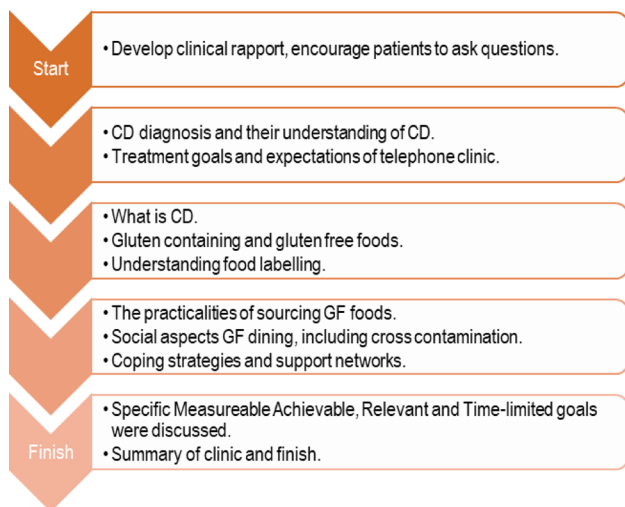 Start
• Develop clinical rapport, encourage patients to ask questions.
• CD diagnosis and their understanding of CD.
• Treatment goals and expectations of telephone clinic.
• What is CD.
• Gluten containing and gluten free foods.
• Understanding food labelling.
• The practicalities of sourcing GF foods.
• Social aspects GF dining, including cross contamination.
• Coping strategies and support networks.
Finish
• Specific Measureable Achievable, Relevant and Time-limited goals
were discussed.
• Summary of clinic and finish.